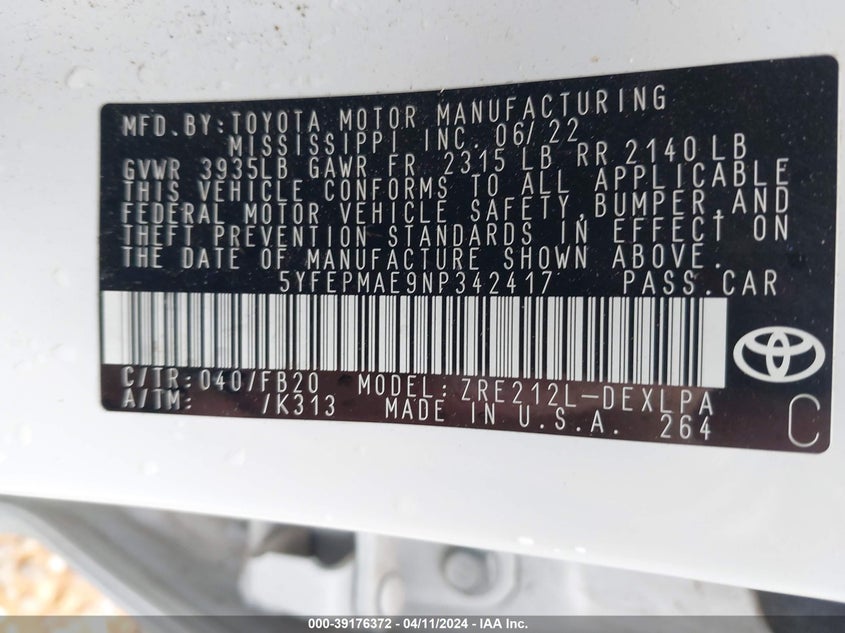 MFD.BY:TOYOTA MOTOR MANUFACTURING
MISSISSIPPI INC. 06/22
GVWR 3935LB GAWR FR 2315 LB RR 2140 LB
THIS VEHICLE CONFORMS TO ALL APPLICABLE
FEDERAL MOTOR VEHICLE SAFETY,BUMPER,AND
THEFT PREVENTION STANDARDS IN EFFECT ON
THE DATE OF MANUFACTURE SHOWN ABOVE.
5YFEPMAE9NP342417 PASS.CAR
C/TR:040/FB20 MODEL:ZRE212L-DEXLPA
A/TM: /K313 MADE IN U.S.A. 264 C
000-39176372 - 04/11/2024 - IAA Inc.